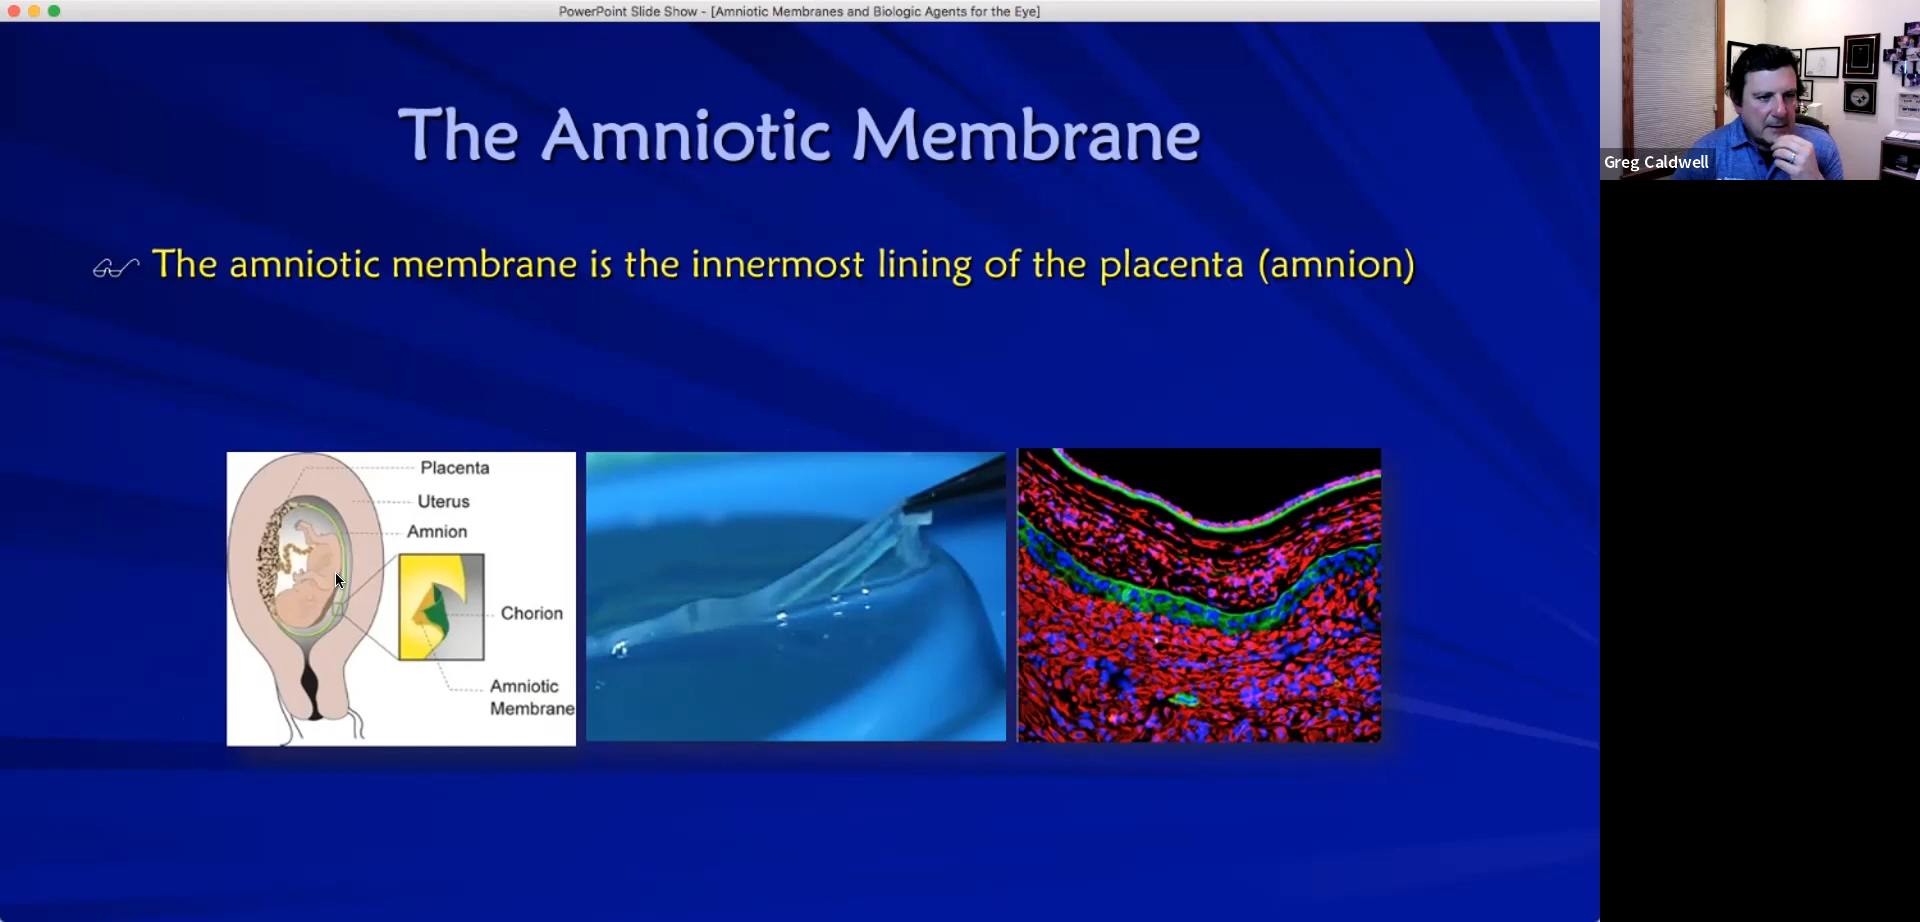 PowerPoint Slide Show - [Amniotic Membranes and Biologic Agents for the Eye]
The Amniotic Membrane
The amniotic membrane is the innermost lining of the placenta (amnion)
Placenta
Uterus
Amnion
Chorion
Amniotic
Membrane
Greg Caldwell